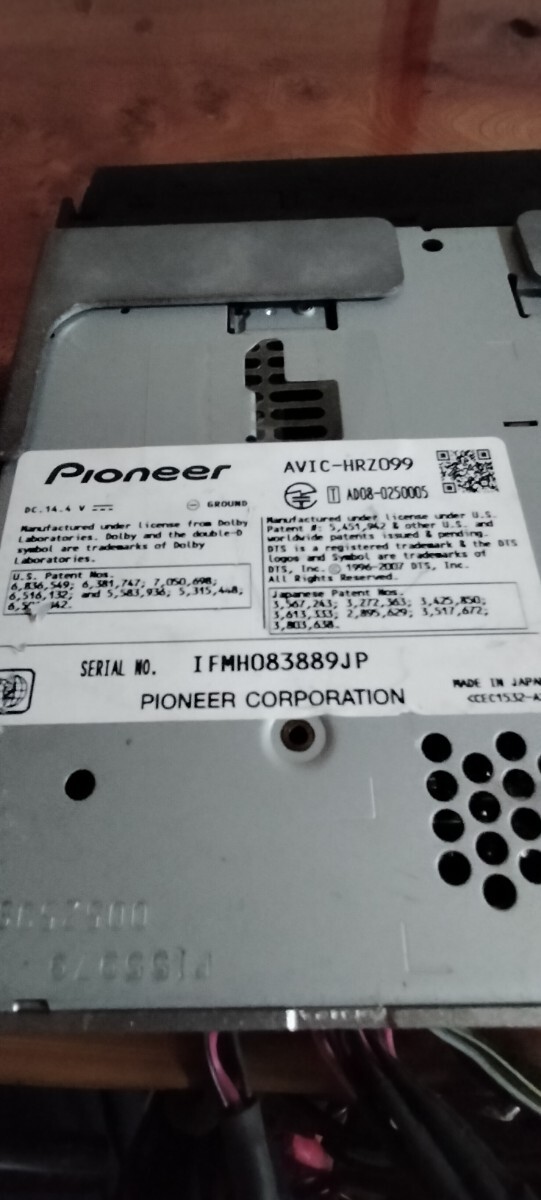 Pioneer
AVIC-HRZ099
DC.14.4 V
GROUND
T AD08-0250005
Manufactured under license from Dolby
Laboratories. Dolby and the double-D
symbol are trademarks of Dolby
Laboratories.
U.S. Patent Nos.
6,836,549; 6,381,747; 7,050,698;
6,516,132; and 5,583,936; 5,315,448;
Manufactured under license under U.S.
Patent #: 5,451,942 & other U.S. and
worldwide patents issued & pending.
DTS is a registered trademark & the DTS
logos and Symbol are trademarks of
DTS, Inc. © 1996-2007 DTS, Inc.
All Rights Reserved.
Japanese Patent Nos.
3,567,243; 3,272,363; 3,425,850;
3,613,333; 2,895,629; 3,517,672;
3,803,638.
SERIAL NO. IFMH083889JP
PIONEER CORPORATION
MADE IN JAPAN
<CEC1532-A